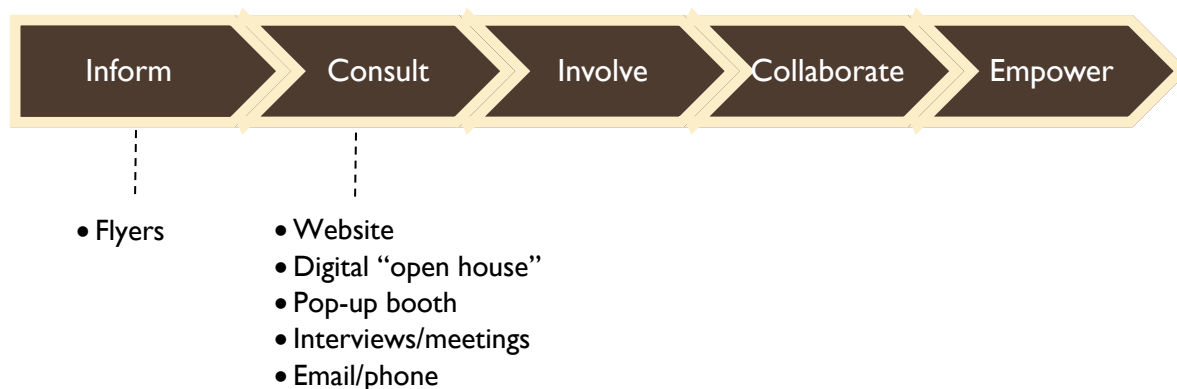 Inform
Consult
Involve
Collaborate
Empower
• Flyers
• Website
• Digital “open house”
• Pop-up booth
• Interviews/meetings
• Email/phone